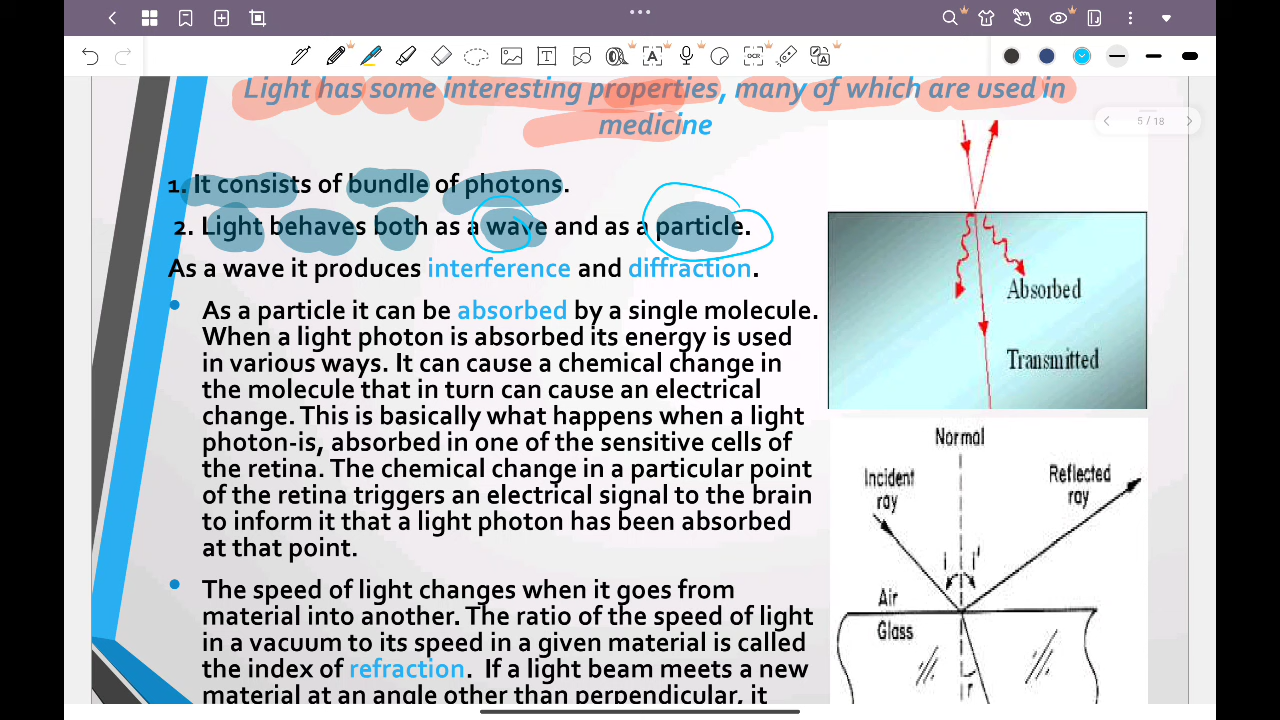 Light has some interesting properties, many of which are used in
medicine
5 / 18
1. It consists of bundle of photons.
2. Light behaves both as a wave and as a particle.
As a wave it produces interference and diffraction.
• As a particle it can be absorbed by a single molecule.
When a light photon is absorbed its energy is used
in various ways. It can cause a chemical change in
the molecule that in turn can cause an electrical
change. This is basically what happens when a light
photon-is, absorbed in one of the sensitive cells of
the retina. The chemical change in a particular point
of the retina triggers an electrical signal to the brain
to inform it that a light photon has been absorbed
at that point.
• The speed of light changes when it goes from
material into another. The ratio of the speed of light
in a vacuum to its speed in a given material is called
the index of refraction. If a light beam meets a new
material at an angle other than perpendicular, it
Absorbed
Transmitted
Normal
Incident
ray
Reflected
ray
i i'
Air
Glass
r
T
OCR
A